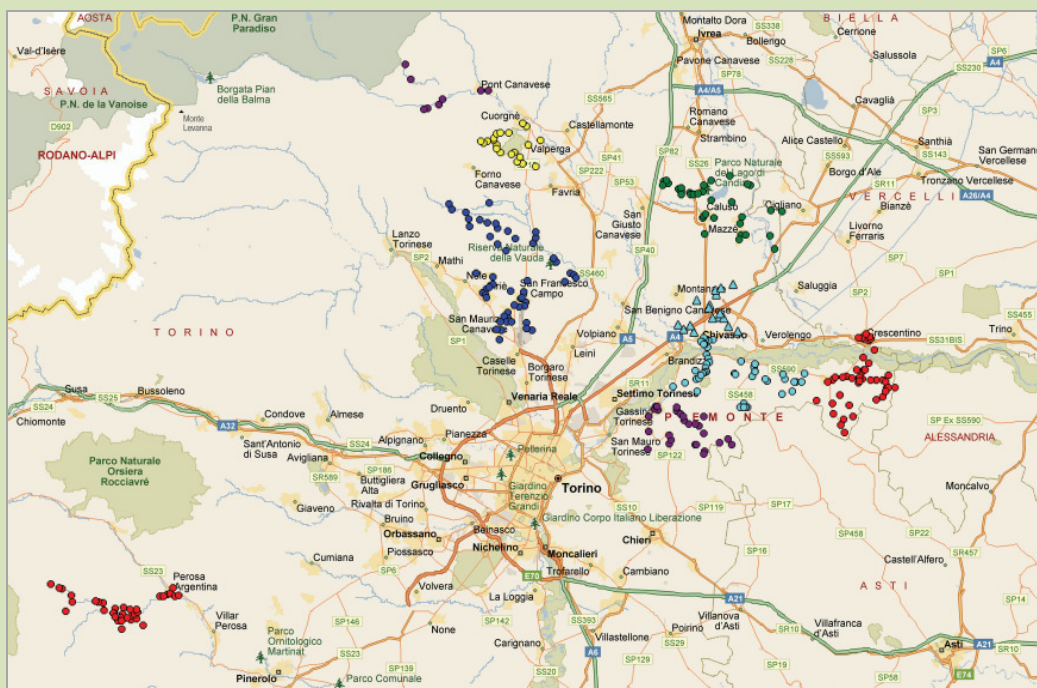 AOSTA
P.N. Gran
Paradiso
Montalto Dora
BIELLA
SS338
Cerrione
Ivrea
Bollengo
Val-d'Isère
Salussola
SP6
Pavone Canavese
SS228
A4
SP78
SS230
SAVOIA
P.N. de la Vanoise
Borgata Pian
della Balma
Pont Canavese
A4/A5
SS565
Cavaglià
SP3
Monte
Levanna
Cuorgnè
Castellamonte
Romano
Canavese
Strambino
Alice Castello
Santhià
D902
Valperga
SP82
SS593
SS143
San Germano
Vercellese
RODANO-ALPI
SP41
SS26
Parco Naturale
del Lago di
Candia
Borgo d'Ale
Tronzano Vercellese
Forno
Canavese
SP222
SP53
SR11
Favria
VERCELLI
A26/A4
Caluso
Cigliano
Bianzè
San
Giusto
Canavese
Mazzè
Livorno
Ferraris
Lanzo
Torinese
Riserva Naturale
della Vauda
SP40
SP2
Mathi
SP7
SP1
Nole
SS460
San Francesco
Campo
Montanaro
Saluggia
SP2
San Benigno Canavese
SS455
TORINO
San Maurizio
Canavese
Volpiano
Chivasso
Verolengo
Crescentino
Trino
SP1
A4
SS31BIS
Leini
A5
Caselle
Torinese
Brandizzo
Borgaro
Torinese
SS590
Susa
Bussoleno
SR11
Settimo Torinese
SS458
SS24
SS25
Venaria Reale
Druento
Gassino
Torinese
PIEMONTE
Chiomonte
Condove
Almese
SP Ex SS590
A32
Alpignano
Pianezza
ALESSANDRIA
Sant'Antonio
di Susa
SS24
San Mauro
Torinese
SP122
Avigliana
Collegno
Pellerina
Parco Naturale
Orsiera
Rocciavré
SP186
SR589
Buttigliera
Alta
Grugliasco
Giardino
Terenzio
Grandi
Torino
Moncalvo
Rivalta di Torino
Giaveno
SS10
SP119
SP17
Bruino
Giardino Corpo Italiano Liberazione
Beinasco
Orbassano
SP458
SP22
Chieri
Piossasco
Nichelino
Moncalieri
SP16
SR457
Cumiana
Castell'Alfero
SS23
SP6
Trofarello
E70
Cambiano
Perosa
Argentina
ASTI
Volvera
La Loggia
A21
SP14
Villar
Perosa
SP146
None
SP142
SS393
Villanova
d'Asti
Villafranca
d'Asti
Parco
Ornitologico
Martinat
Carignano
Villastellone
Poirino
SR10
SS29
A21
Asti
SR10
SS23
A6
SP129
SP139
SP19
Pinerolo
Parco Comunale
SS20
SP58
E74